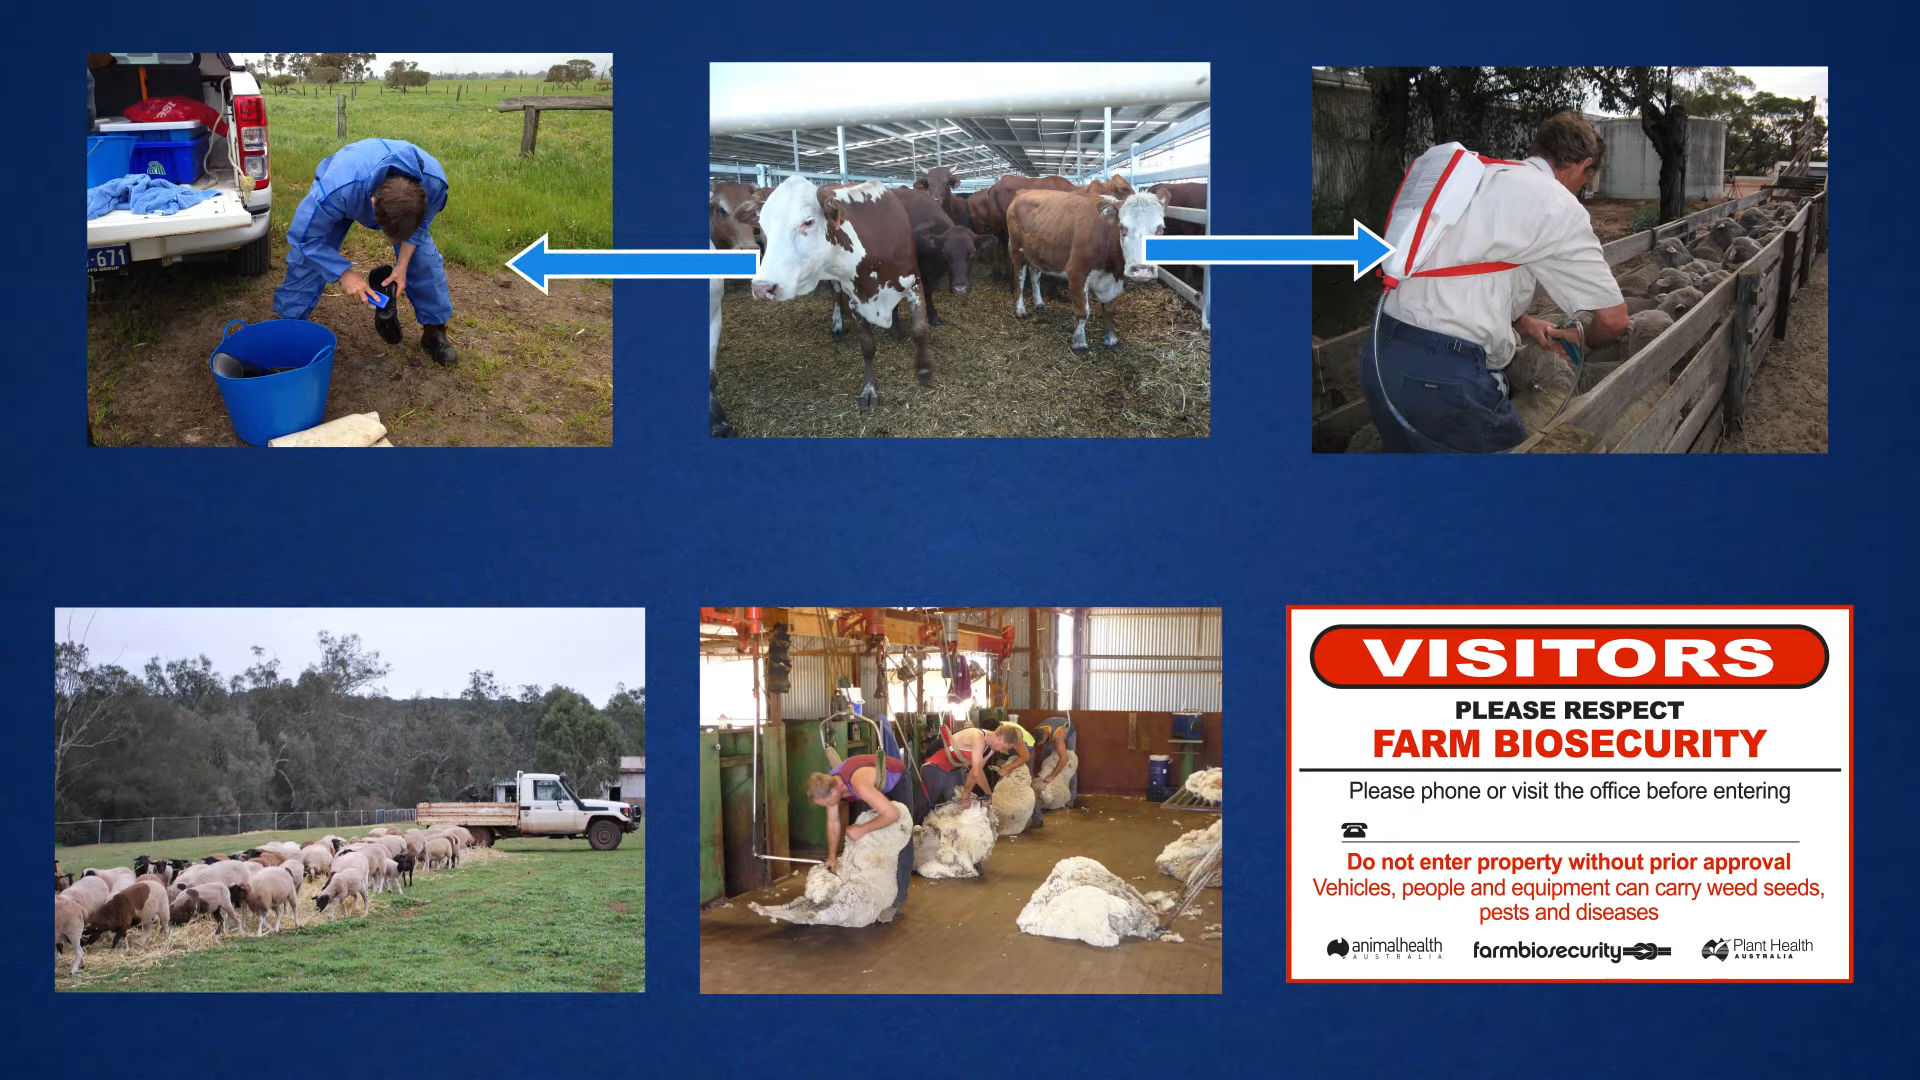 -671
VISITORS
PLEASE RESPECT
FARM BIOSECURITY
Please phone or visit the office before entering
Do not enter property without prior approval
Vehicles, people and equipment can carry weed seeds,
pests and diseases
animalhealth
AUSTRALIA
farmbiosecurity
Plant Health
AUSTRALIA